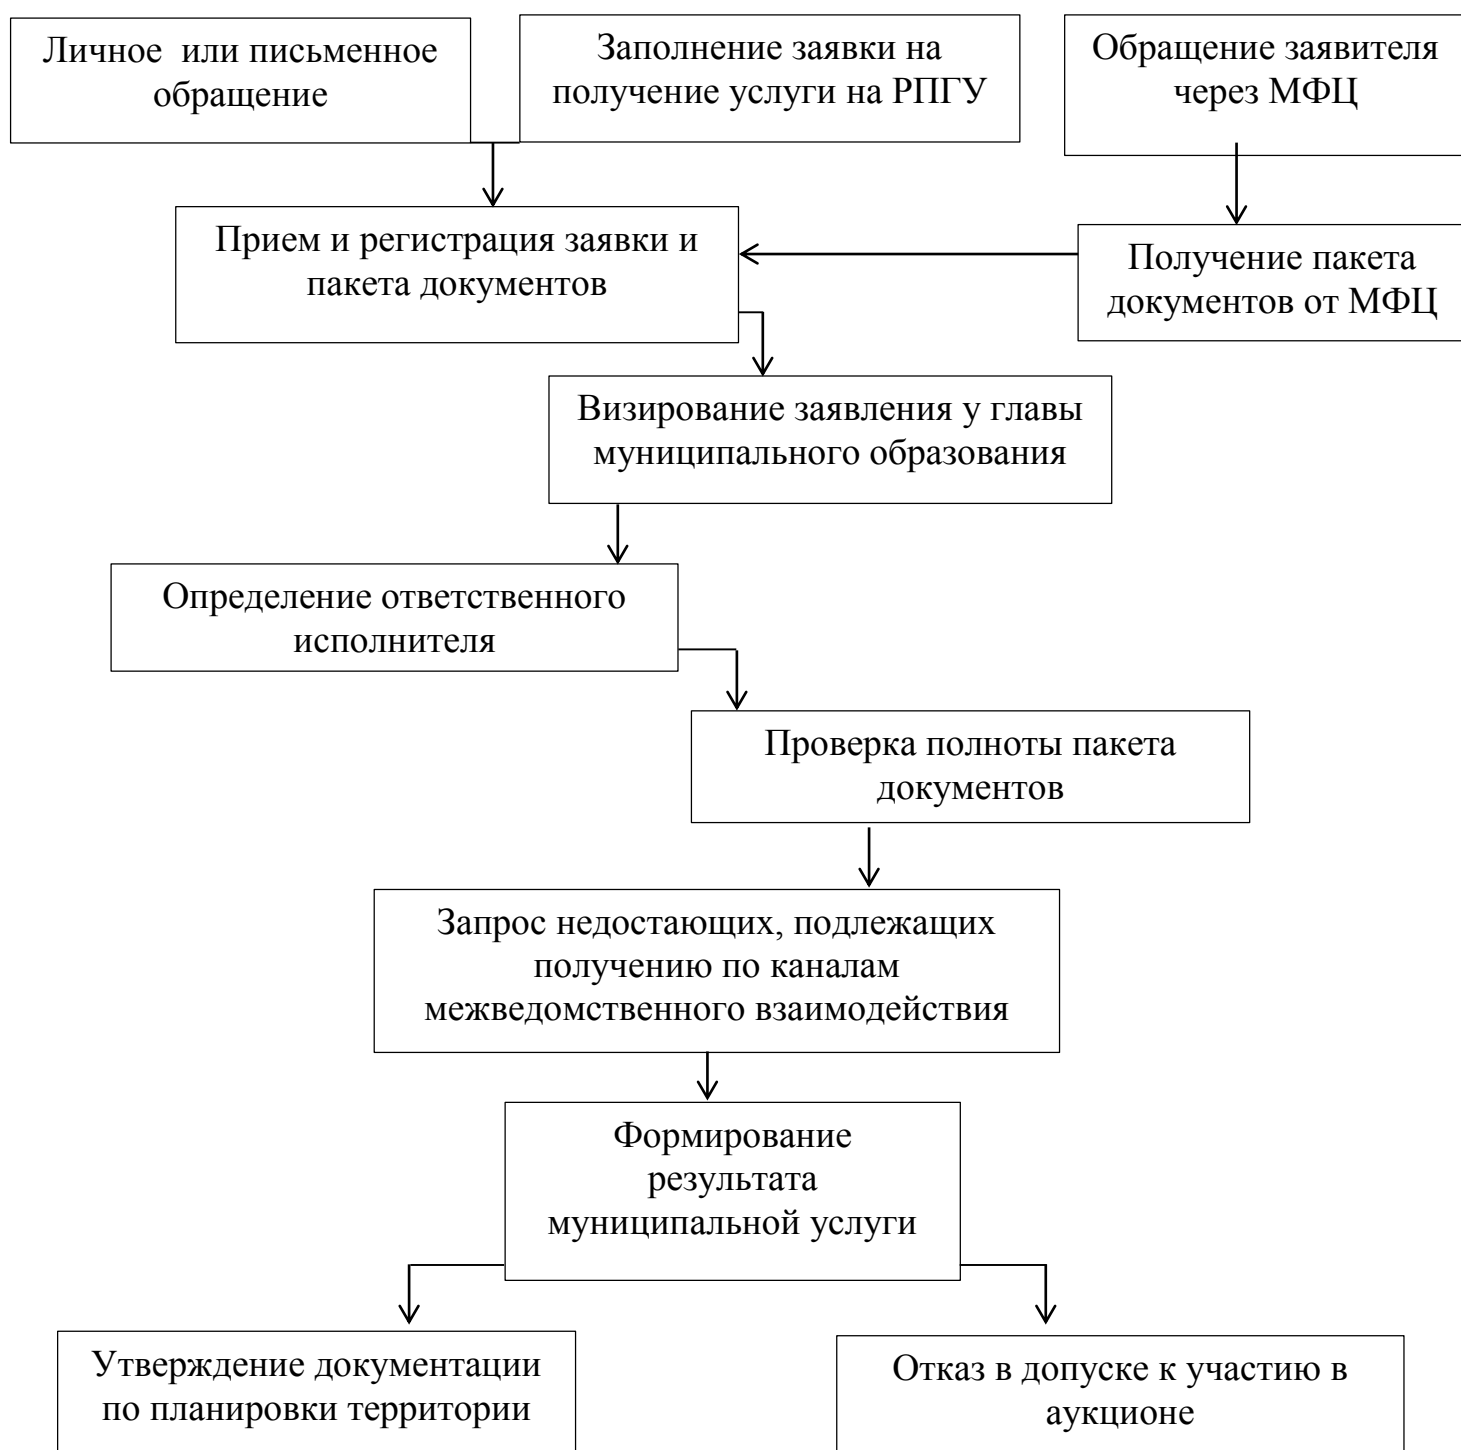 Личное или письменное
обращение
Заполнение заявки на
получение услуги на РПГУ
Обращение заявителя
через МФЦ
Прием и регистрация заявки и
пакета документов
Получение пакета
документов от МФЦ
Визирование заявления у главы
муниципального образования
Определение ответственного
исполнителя
Проверка полноты пакета
документов
Запрос недостающих, подлежащих
получению по каналам
межведомственного взаимодействия
Формирование
результата
муниципальной услуги
Утверждение документации
по планировки территории
Отказ в допуске к участию в
аукционе